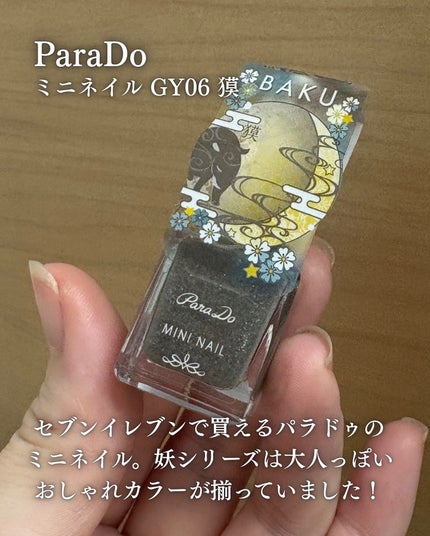 ParaDo
ミニネイル GY06 獏
BAKU
獏
ParaDo
MINI NAIL
セブンイレブンで買えるパラドゥの
ミニネイル。妖シリーズは大人っぽい
おしゃれカラーが揃っていました！